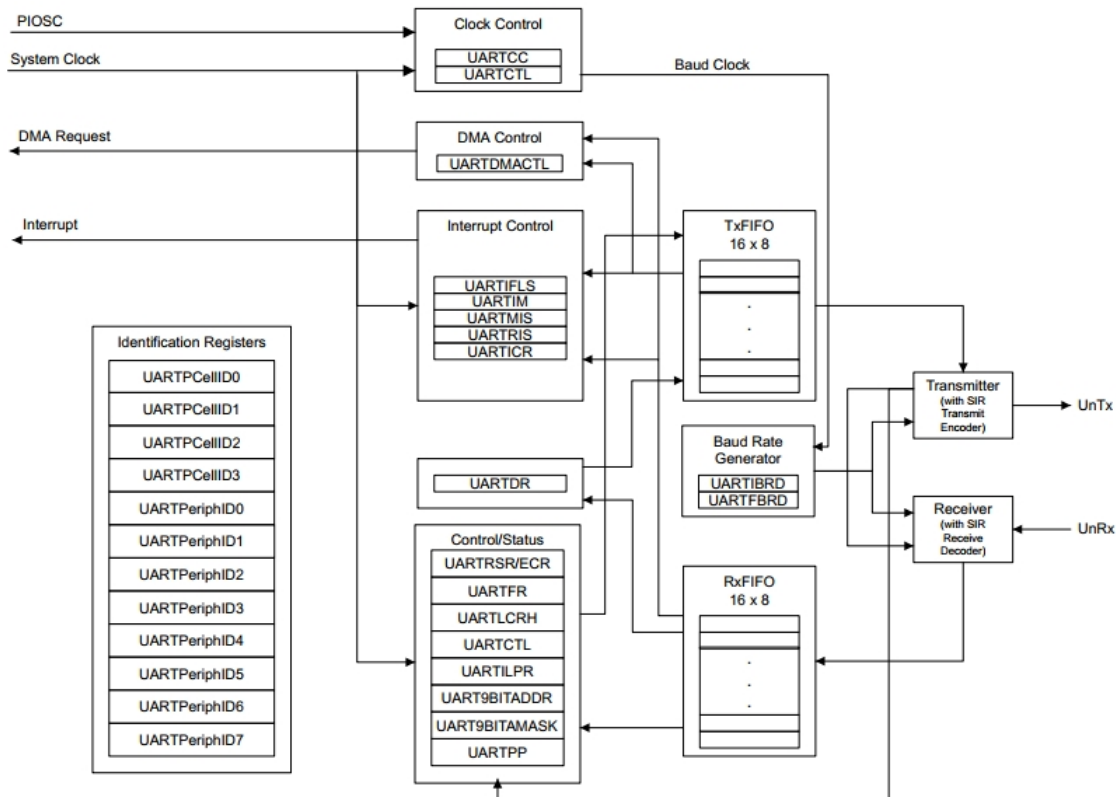 PIOSC
System Clock
Clock Control
UARTCC
UARTCTL
Baud Clock
DMA Request
DMA Control
UARTDMACTL
Interrupt
Interrupt Control
UARTIFLS
UARTIM
UARTMIS
UARTRIS
UARTICR
TxFIFO
16 x 8
.
.
.
Identification Registers
UARTPCellID0
UARTPCellID1
UARTPCellID2
UARTPCellID3
UARTPeriphID0
UARTPeriphID1
UARTPeriphID2
UARTPeriphID3
UARTPeriphID4
UARTPeriphID5
UARTPeriphID6
UARTPeriphID7
UARTDR
Baud Rate
Generator
UARTIBRD
UARTFBRD
Transmitter
(with SIR
Transmit
Encoder)
UnTx
Receiver
(with SIR
Receive
Decoder)
UnRx
Control/Status
UARTRSR/ECR
UARTFR
UARTLCRH
UARTCTL
UARTILPR
UART9BITADDR
UART9BITAMASK
UARTPP
RxFIFO
16 x 8
.
.
.